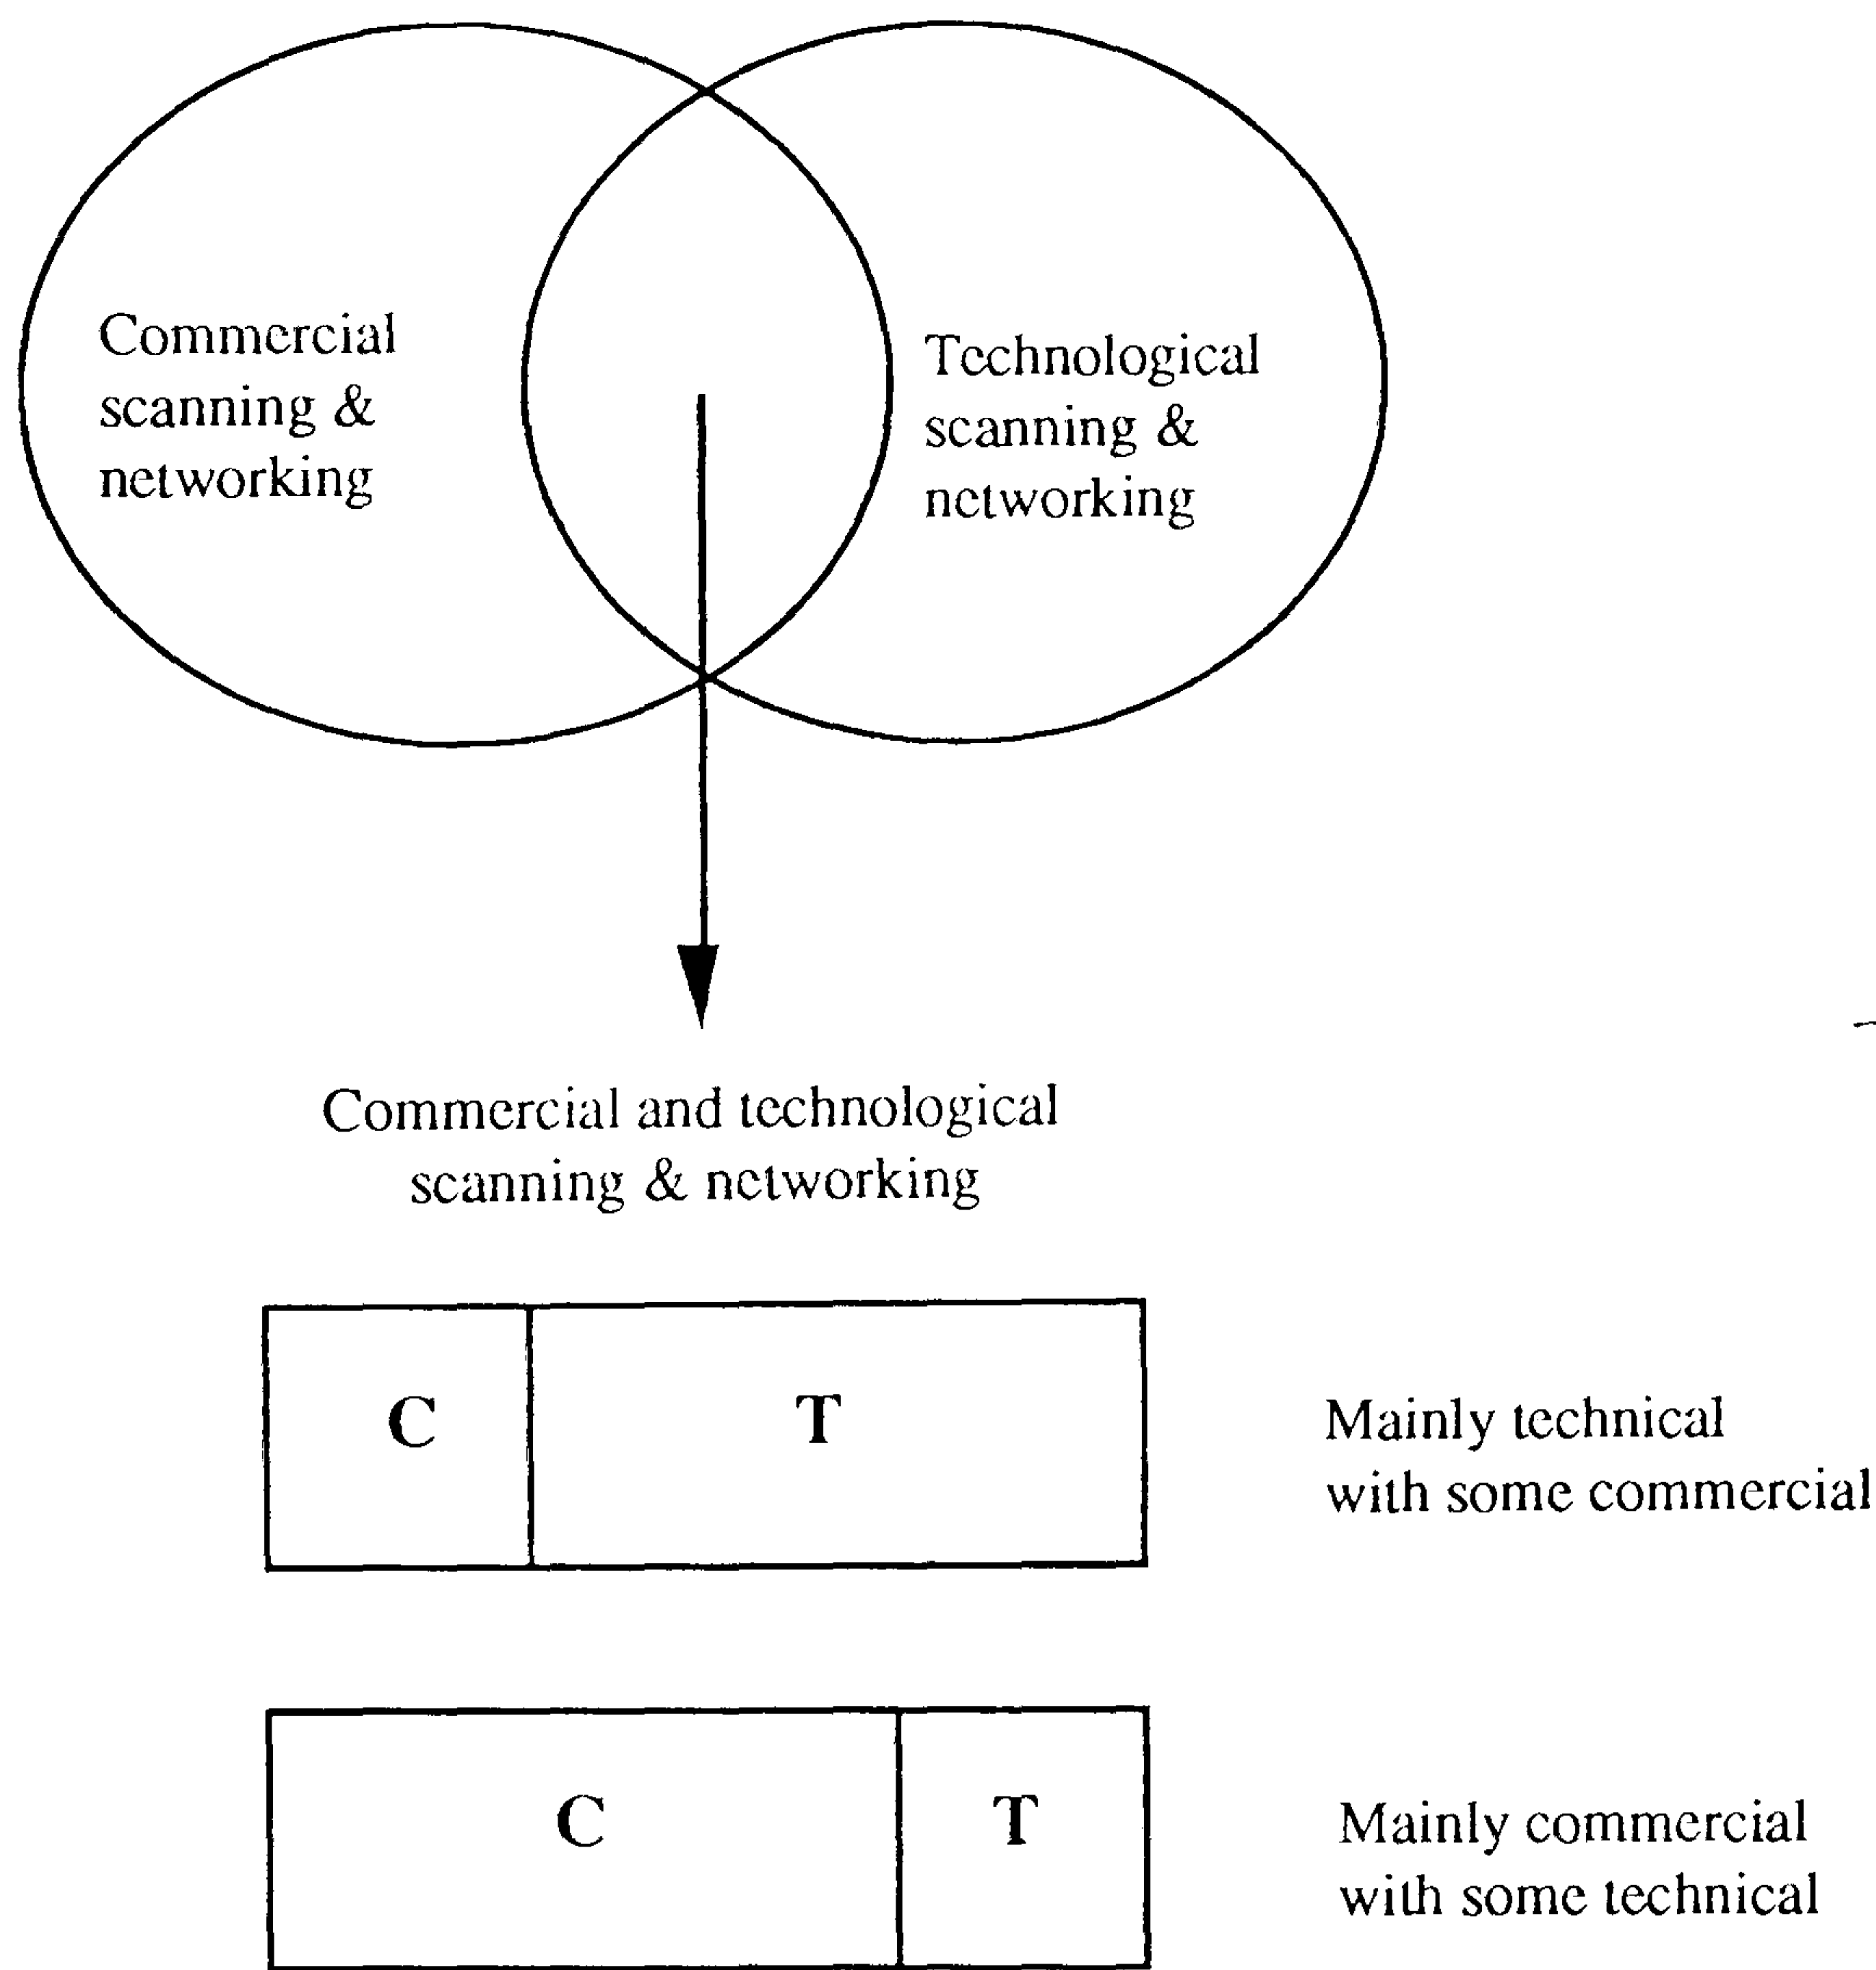 Commercial
scanning &
networking
Technological
scanning &
networking
Commercial and technological
scanning & networking
C T
Mainly technical
with some commercial
C T
Mainly commercial
with some technical